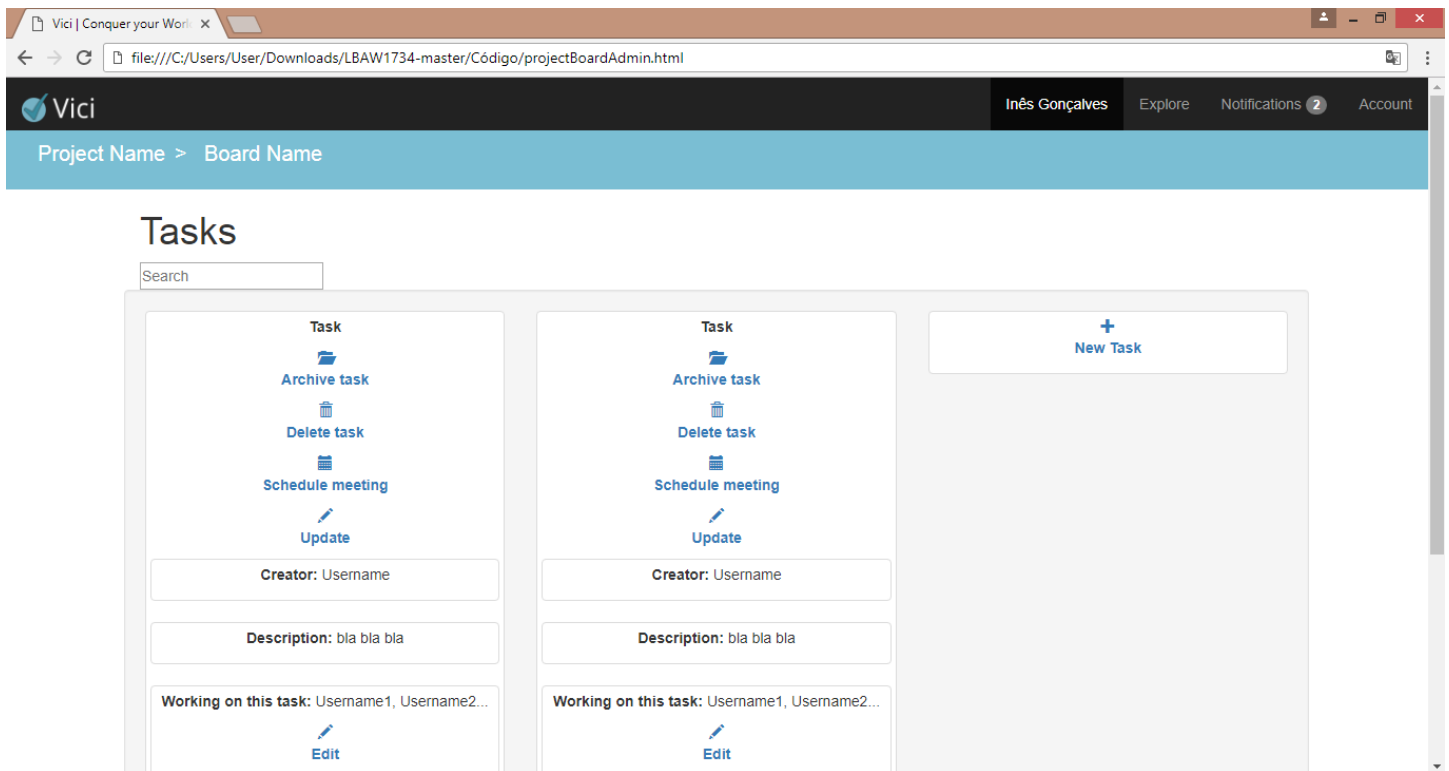 Vici | Conquer your Worl
file:///C:/Users/User/Downloads/LBAW1734-master/Código/projectBoardAdmin.html
Vici
Inês Gonçalves Explore Notifications 2 Account
Project Name > Board Name
Tasks
Search
Task
Archive task
Delete task
Schedule meeting
Update
Creator: Username
Description: bla bla bla
Working on this task: Username1, Username2...
Edit
Task
Archive task
Delete task
Schedule meeting
Update
Creator: Username
Description: bla bla bla
Working on this task: Username1, Username2...
Edit
New Task